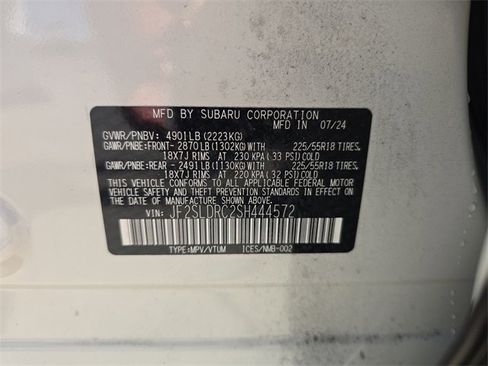 MFD BY SUBARU CORPORATION
MFD IN 07/24
GVWR/PNBV: 4901LB(2223KG)
GAWR/PNBE:FRONT- 2870LB(1302KG)WITH 225/55R18 TIRES,
18X7J RIMS AT 230 KPA(33 PSI)COLD
GAWR/PNBE:REAR - 2491LB(1130KG)WITH 225/55R18 TIRES,
18X7J RIMS AT 220 KPA(32 PSI)COLD
THIS VEHICLE CONFORMS TO ALL APPLICABLE FEDERAL MOTOR
VEHICLE SAFETY AND THEFT PREVENTION STANDARDS IN EFFECT
ON THE DATE OF MANUFACTURE SHOWN ABOVE.
VIN: JF2SLDRC2SH444572
TYPE:MPV/VTUM ICES/NMB-002